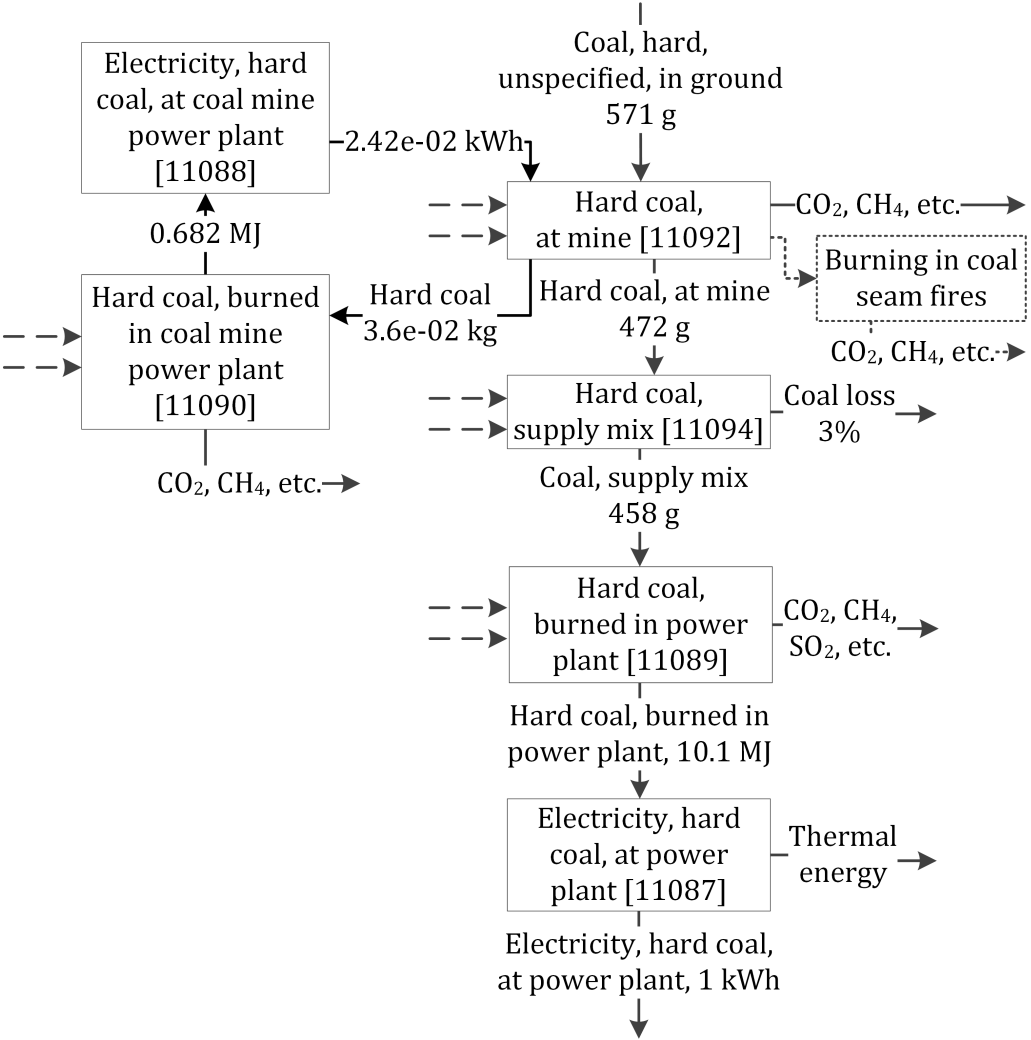 Coal, hard,
unspecified, in ground
571 g
Electricity, hard
coal, at coal mine
power plant
[11088]
2.42e-02 kWh
Hard coal,
at mine [11092]
CO₂, CH₄, etc.
0.682 MJ
Burning in coal
seam fires
CO₂, CH₄, etc.
Hard coal, burned
in coal mine
power plant
[11090]
Hard coal
3.6e-02 kg
Hard coal, at mine
472 g
CO₂, CH₄, etc.
Hard coal,
supply mix [11094]
Coal loss
3%
Coal, supply mix
458 g
Hard coal,
burned in power
plant [11089]
CO₂, CH₄,
SO₂, etc.
Hard coal, burned in
power plant, 10.1 MJ
Electricity, hard
coal, at power
plant [11087]
Thermal
energy
Electricity, hard coal,
at power plant, 1 kWh